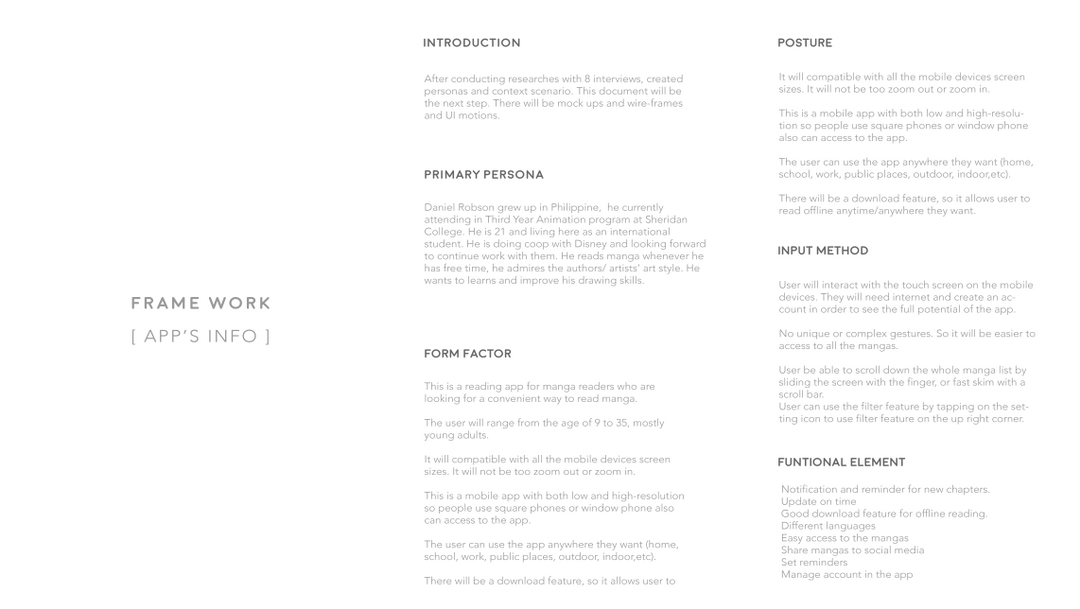 FRAME WORK
[ APP'S INFO ]
INTRODUCTION
After conducting researches with 8 interviews, created
personas and context scenario. This document will be
the next step. There will be mock ups and wire-frames
and UI motions.
PRIMARY PERSONA
Daniel Robson grew up in Philippine,  he currently
attending in Third Year Animation program at Sheridan
College. He is 21 and living here as an international
student. He is doing coop with Disney and looking forward
to continue work with them. He reads manga whenever he
has free time, he admires the authors/ artists' art style. He
wants to learns and improve his drawing skills.
FORM FACTOR
This is a reading app for manga readers who are
looking for a convenient way to read manga.
The user will range from the age of 9 to 35, mostly
young adults.
It will compatible with all the mobile devices screen
sizes. It will not be too zoom out or zoom in.
This is a mobile app with both low and high-resolution
so people use square phones or window phone also
can access to the app.
The user can use the app anywhere they want (home,
school, work, public places, outdoor, indoor,etc).
There will be a download feature, so it allows user to
POSTURE
It will compatible with all the mobile devices screen
sizes. It will not be too zoom out or zoom in.
This is a mobile app with both low and high-resolu-
tion so people use square phones or window phone
also can access to the app.
The user can use the app anywhere they want (home,
school, work, public places, outdoor, indoor,etc).
There will be a download feature, so it allows user to
read offline anytime/anywhere they want.
INPUT METHOD
User will interact with the touch screen on the mobile
devices. They will need internet and create an ac-
count in order to see the full potential of the app.
No unique or complex gestures. So it will be easier to
access to all the mangas.
User be able to scroll down the whole manga list by
sliding the screen with the finger, or fast skim with a
scroll bar.
User can use the filter feature by tapping on the set-
ting icon to use filter feature on the up right corner.
FUNTIONAL ELEMENT
Notification and reminder for new chapters.
Update on time
Good download feature for offline reading.
Different languages
Easy access to the mangas
Share mangas to social media
Set reminders
Manage account in the app